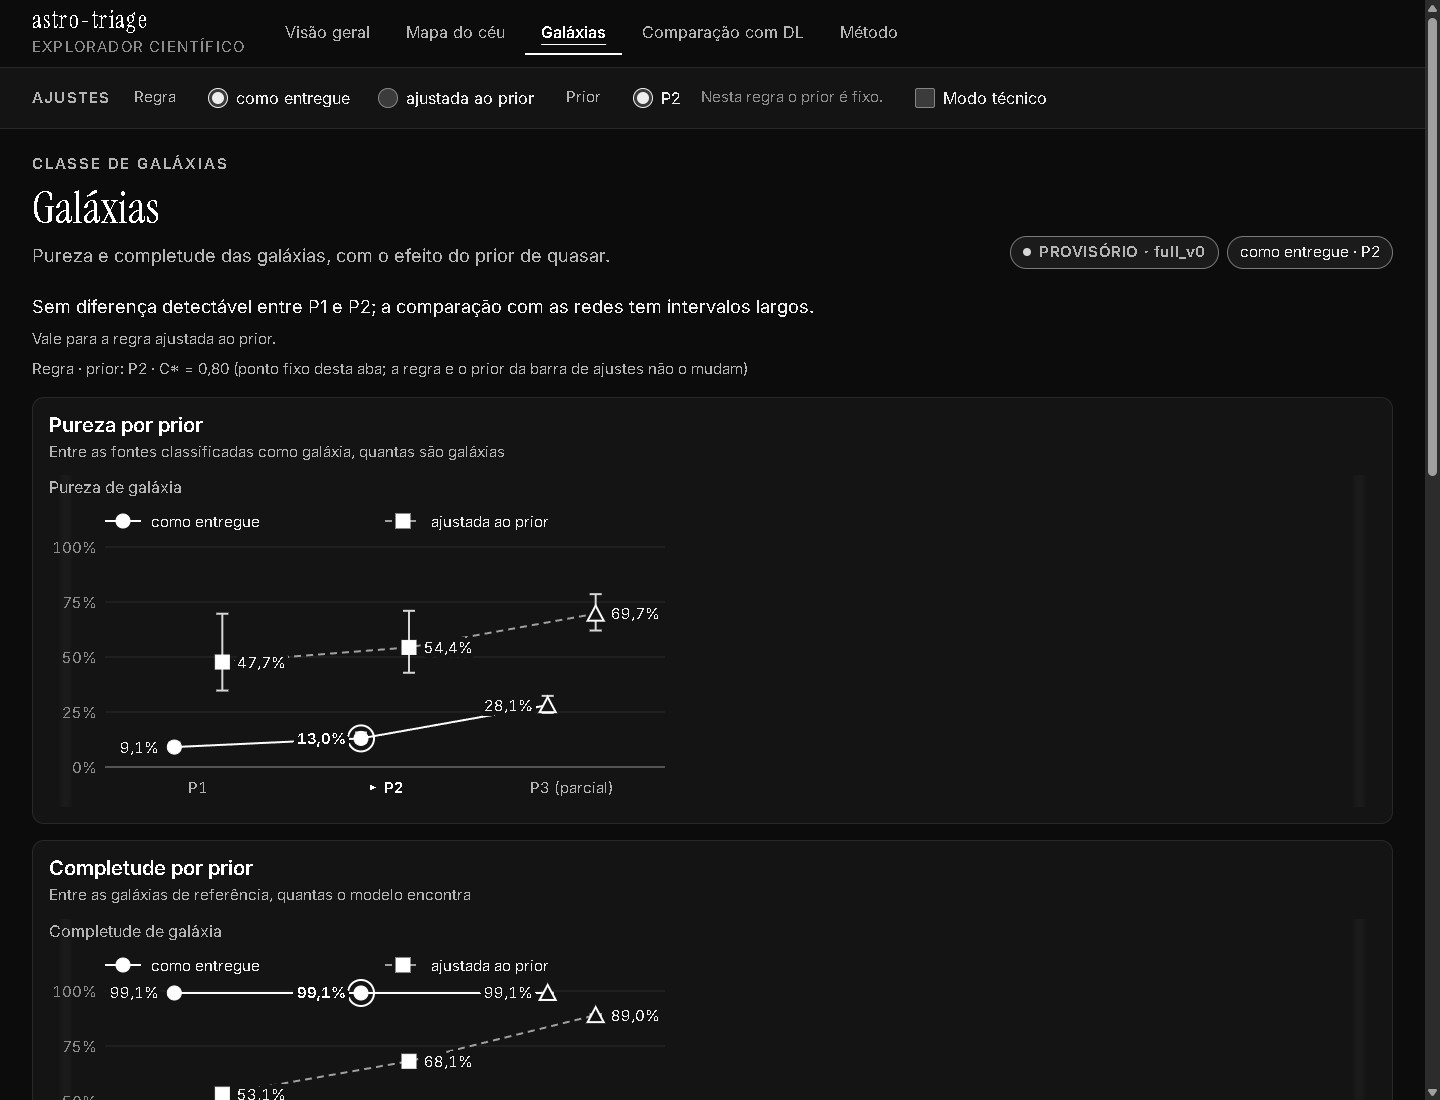 astro-triage
EXPLORADOR CIENTÍFICO
Visão geral
Mapa do céu
Galáxias
Comparação com DL
Método
AJUSTES
Regra
como entregue
ajustada ao prior
Prior
P2
Nesta regra o prior é fixo.
Modo técnico
CLASSE DE GALÁXIAS
Galáxias
Pureza e completude das galáxias, com o efeito do prior de quasar.
PROVISÓRIO · full_v0
como entregue · P2
Sem diferença detectável entre P1 e P2; a comparação com as redes tem intervalos largos.
Vale para a regra ajustada ao prior.
Regra · prior: P2 · C* = 0,80 (ponto fixo desta aba; a regra e o prior da barra de ajustes não o mudam)
Pureza por prior
Entre as fontes classificadas como galáxia, quantas são galáxias
Pureza de galáxia
como entregue
ajustada ao prior
100%
75%
69,7%
50%
47,7%
54,4%
25%
28,1%
9,1%
13,0%
0%
P1
▸ P2
P3 (parcial)
Completude por prior
Entre as galáxias de referência, quantas o modelo encontra
Completude de galáxia
como entregue
ajustada ao prior
100%
99,1%
99,1%
99,1%
89,0%
75%
68,1%
53,1%
50%